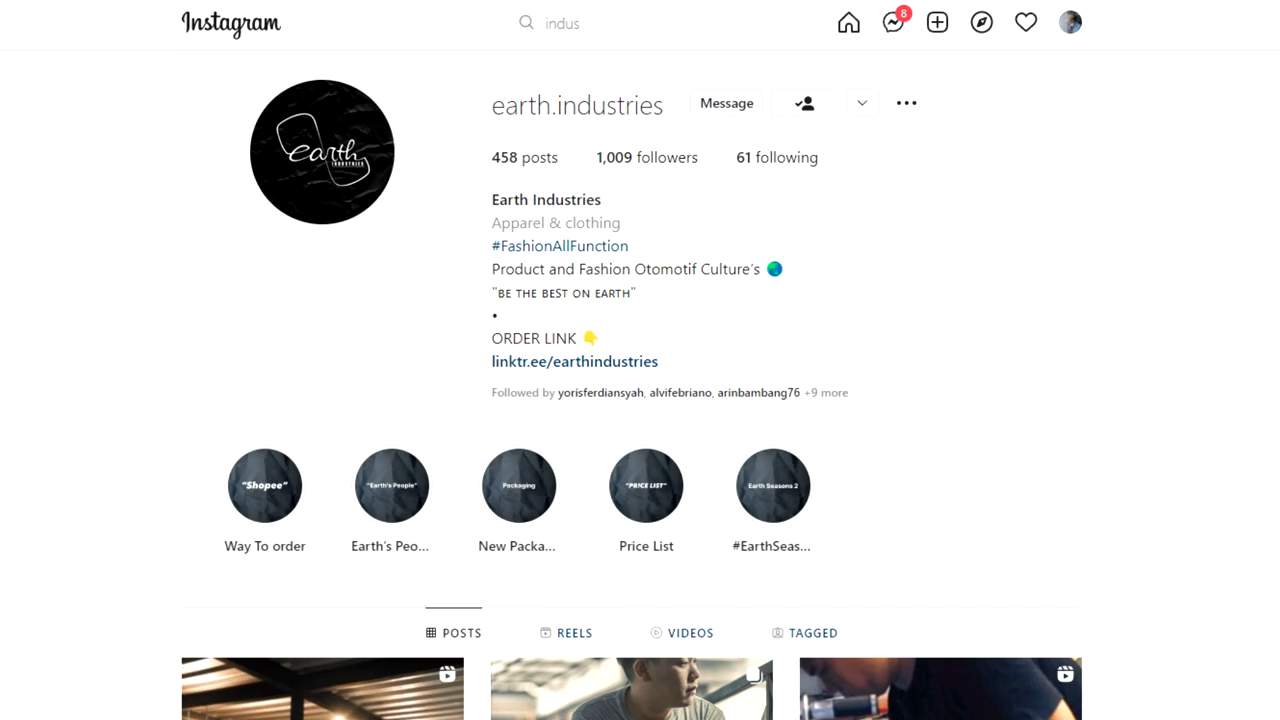 Instagram
indus
8
earth
INDUSTRIES
earth.industries
Message
458 posts 1,009 followers 61 following
Earth Industries
Apparel & clothing
#FashionAllFunction
Product and Fashion Otomotif Culture's
"BE THE BEST ON EARTH"
•
ORDER LINK
linktr.ee/earthindustries
Followed by yorisferdiansyah, alvifebriano, arinbambang76 +9 more
"Shopee" "Earth's People" Packaging "PRICE LIST" Earth Seasons 2
Way To order Earth's Peo... New Packa... Price List #EarthSeas...
POSTS REELS VIDEOS TAGGED